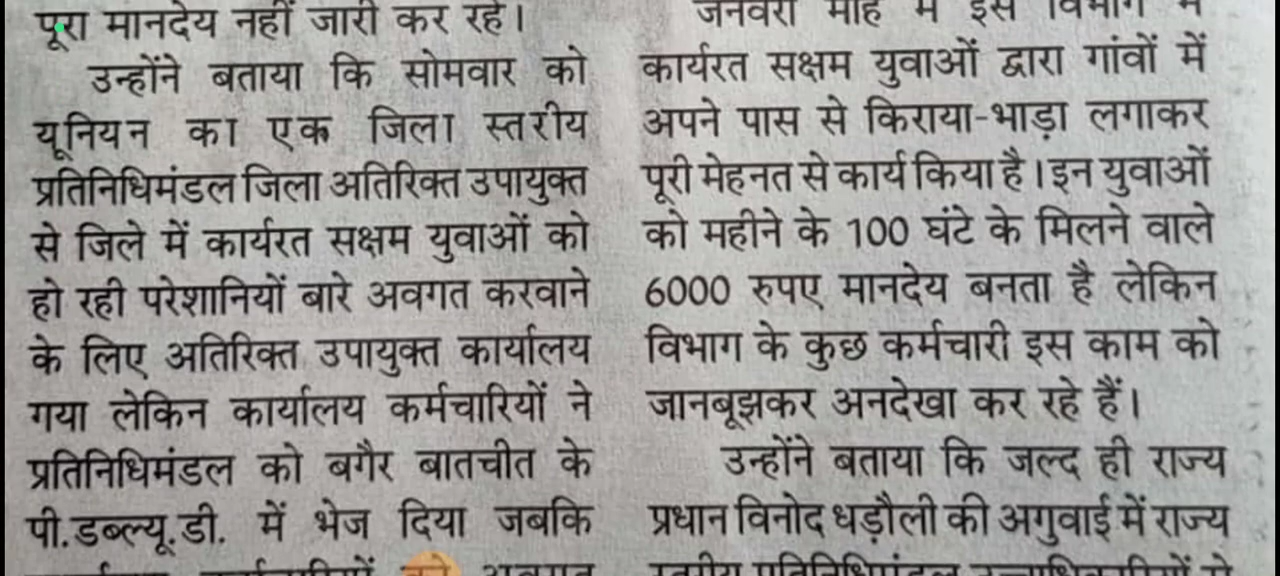 पूरा मानदेय नहीं जारी कर रहे।
उन्होंने बताया कि सोमवार को
यूनियन का एक जिला स्तरीय
प्रतिनिधिमंडल जिला अतिरिक्त उपायुक्त
से जिले में कार्यरत सक्षम युवाओं को
हो रही परेशानियों बारे अवगत करवाने
के लिए अतिरिक्त उपायुक्त कार्यालय
गया लेकिन कार्यालय कर्मचारियों ने
प्रतिनिधिमंडल को बगैर बातचीत के
पी.डब्ल्यू.डी. में भेज दिया जबकि
जनवरी माह में इस विभाग में
कार्यरत सक्षम युवाओं द्वारा गांवों में
अपने पास से किराया-भाड़ा लगाकर
पूरी मेहनत से कार्य किया है। इन युवाओं
को महीने के 100 घंटे के मिलने वाले
6000 रुपए मानदेय बनता है लेकिन
विभाग के कुछ कर्मचारी इस काम को
जानबूझकर अनदेखा कर रहे हैं।
उन्होंने बताया कि जल्द ही राज्य
प्रधान विनोद धड़ौली की अगुवाई में राज्य